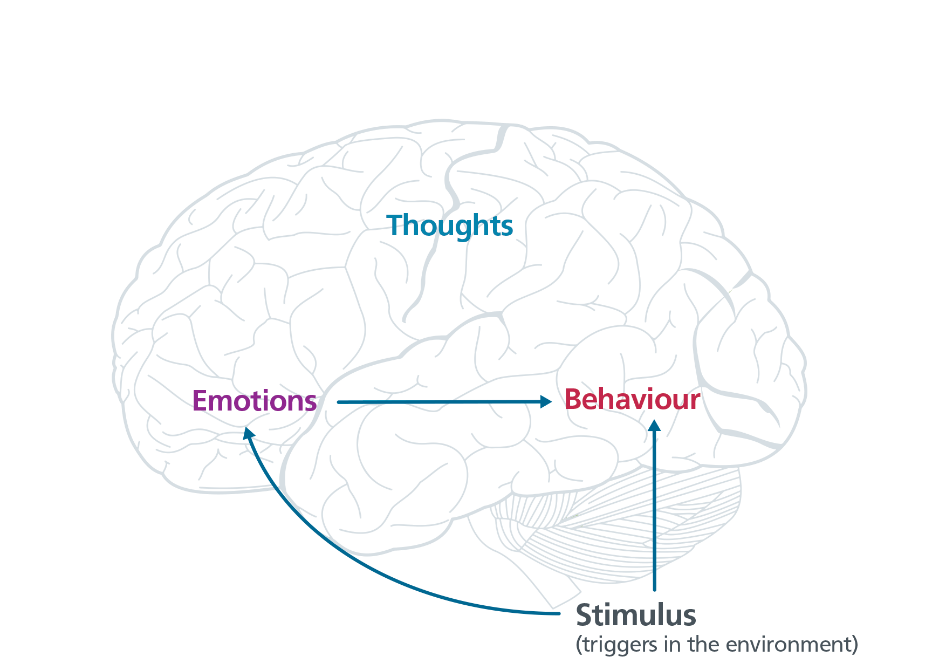 Thoughts
Emotions
Behaviour
Stimulus
(triggers in the environment)